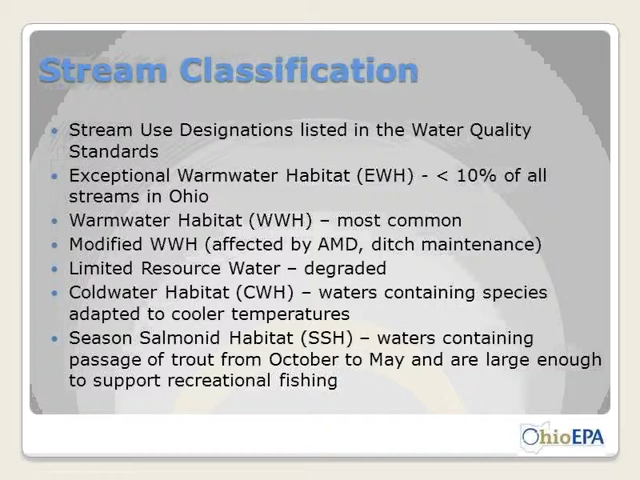 Stream Classification
Stream Use Designations listed in the Water Quality
Standards
Exceptional Warmwater Habitat (EWH) - < 10% of all
streams in Ohio
Warmwater Habitat (WWH) – most common
Modified WWH (affected by AMD, ditch maintenance)
Limited Resource Water – degraded
Coldwater Habitat (CWH) – waters containing species
adapted to cooler temperatures
Season Salmonid Habitat (SSH) – waters containing
passage of trout from October to May and are large enough
to support recreational fishing
OhioEPA